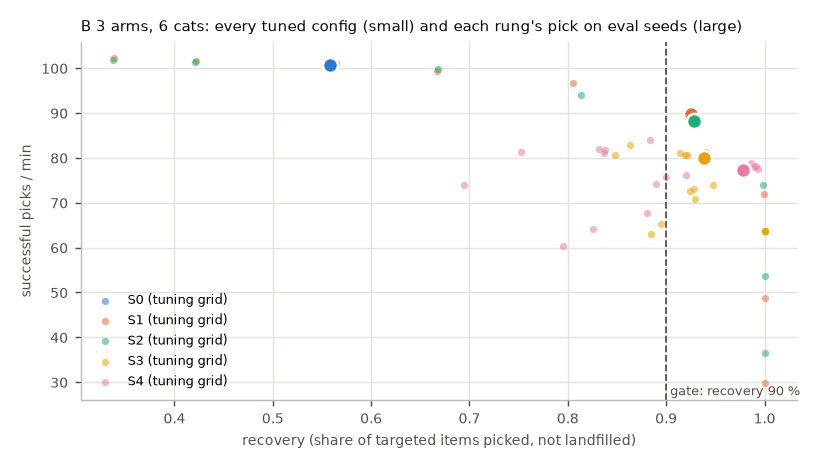 B 3 arms, 6 cats: every tuned config (small) and each rung's pick on eval seeds (large)
successful picks / min
100
90
80
70
60
50
40
30
S0 (tuning grid)
S1 (tuning grid)
S2 (tuning grid)
S3 (tuning grid)
S4 (tuning grid)
gate: recovery 90 %
0.4
0.5
0.6
0.7
0.8
0.9
1.0
recovery (share of targeted items picked, not landfilled)